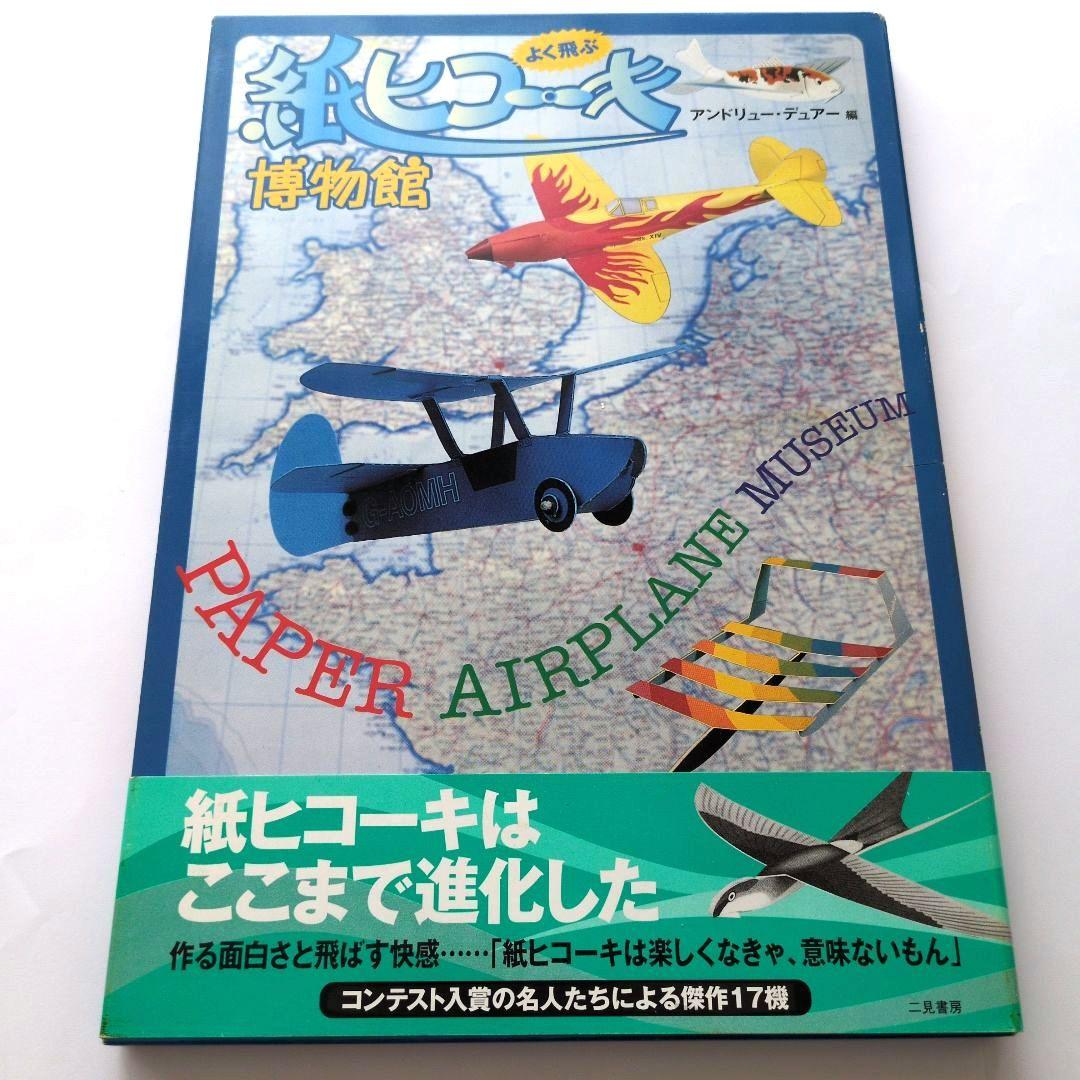 よく飛ぶ
紙ヒコーキ
アンドリュー・デュアー 編
博物館
XIV
G-AOMH
PAPER AIRPLANE MUSEUM
紙ヒコーキは
ここまで進化した
作る面白さと飛ばす快感……「紙ヒコーキは楽しくなきゃ、意味ないもん」
コンテスト入賞の名人たちによる傑作17機
二見書房